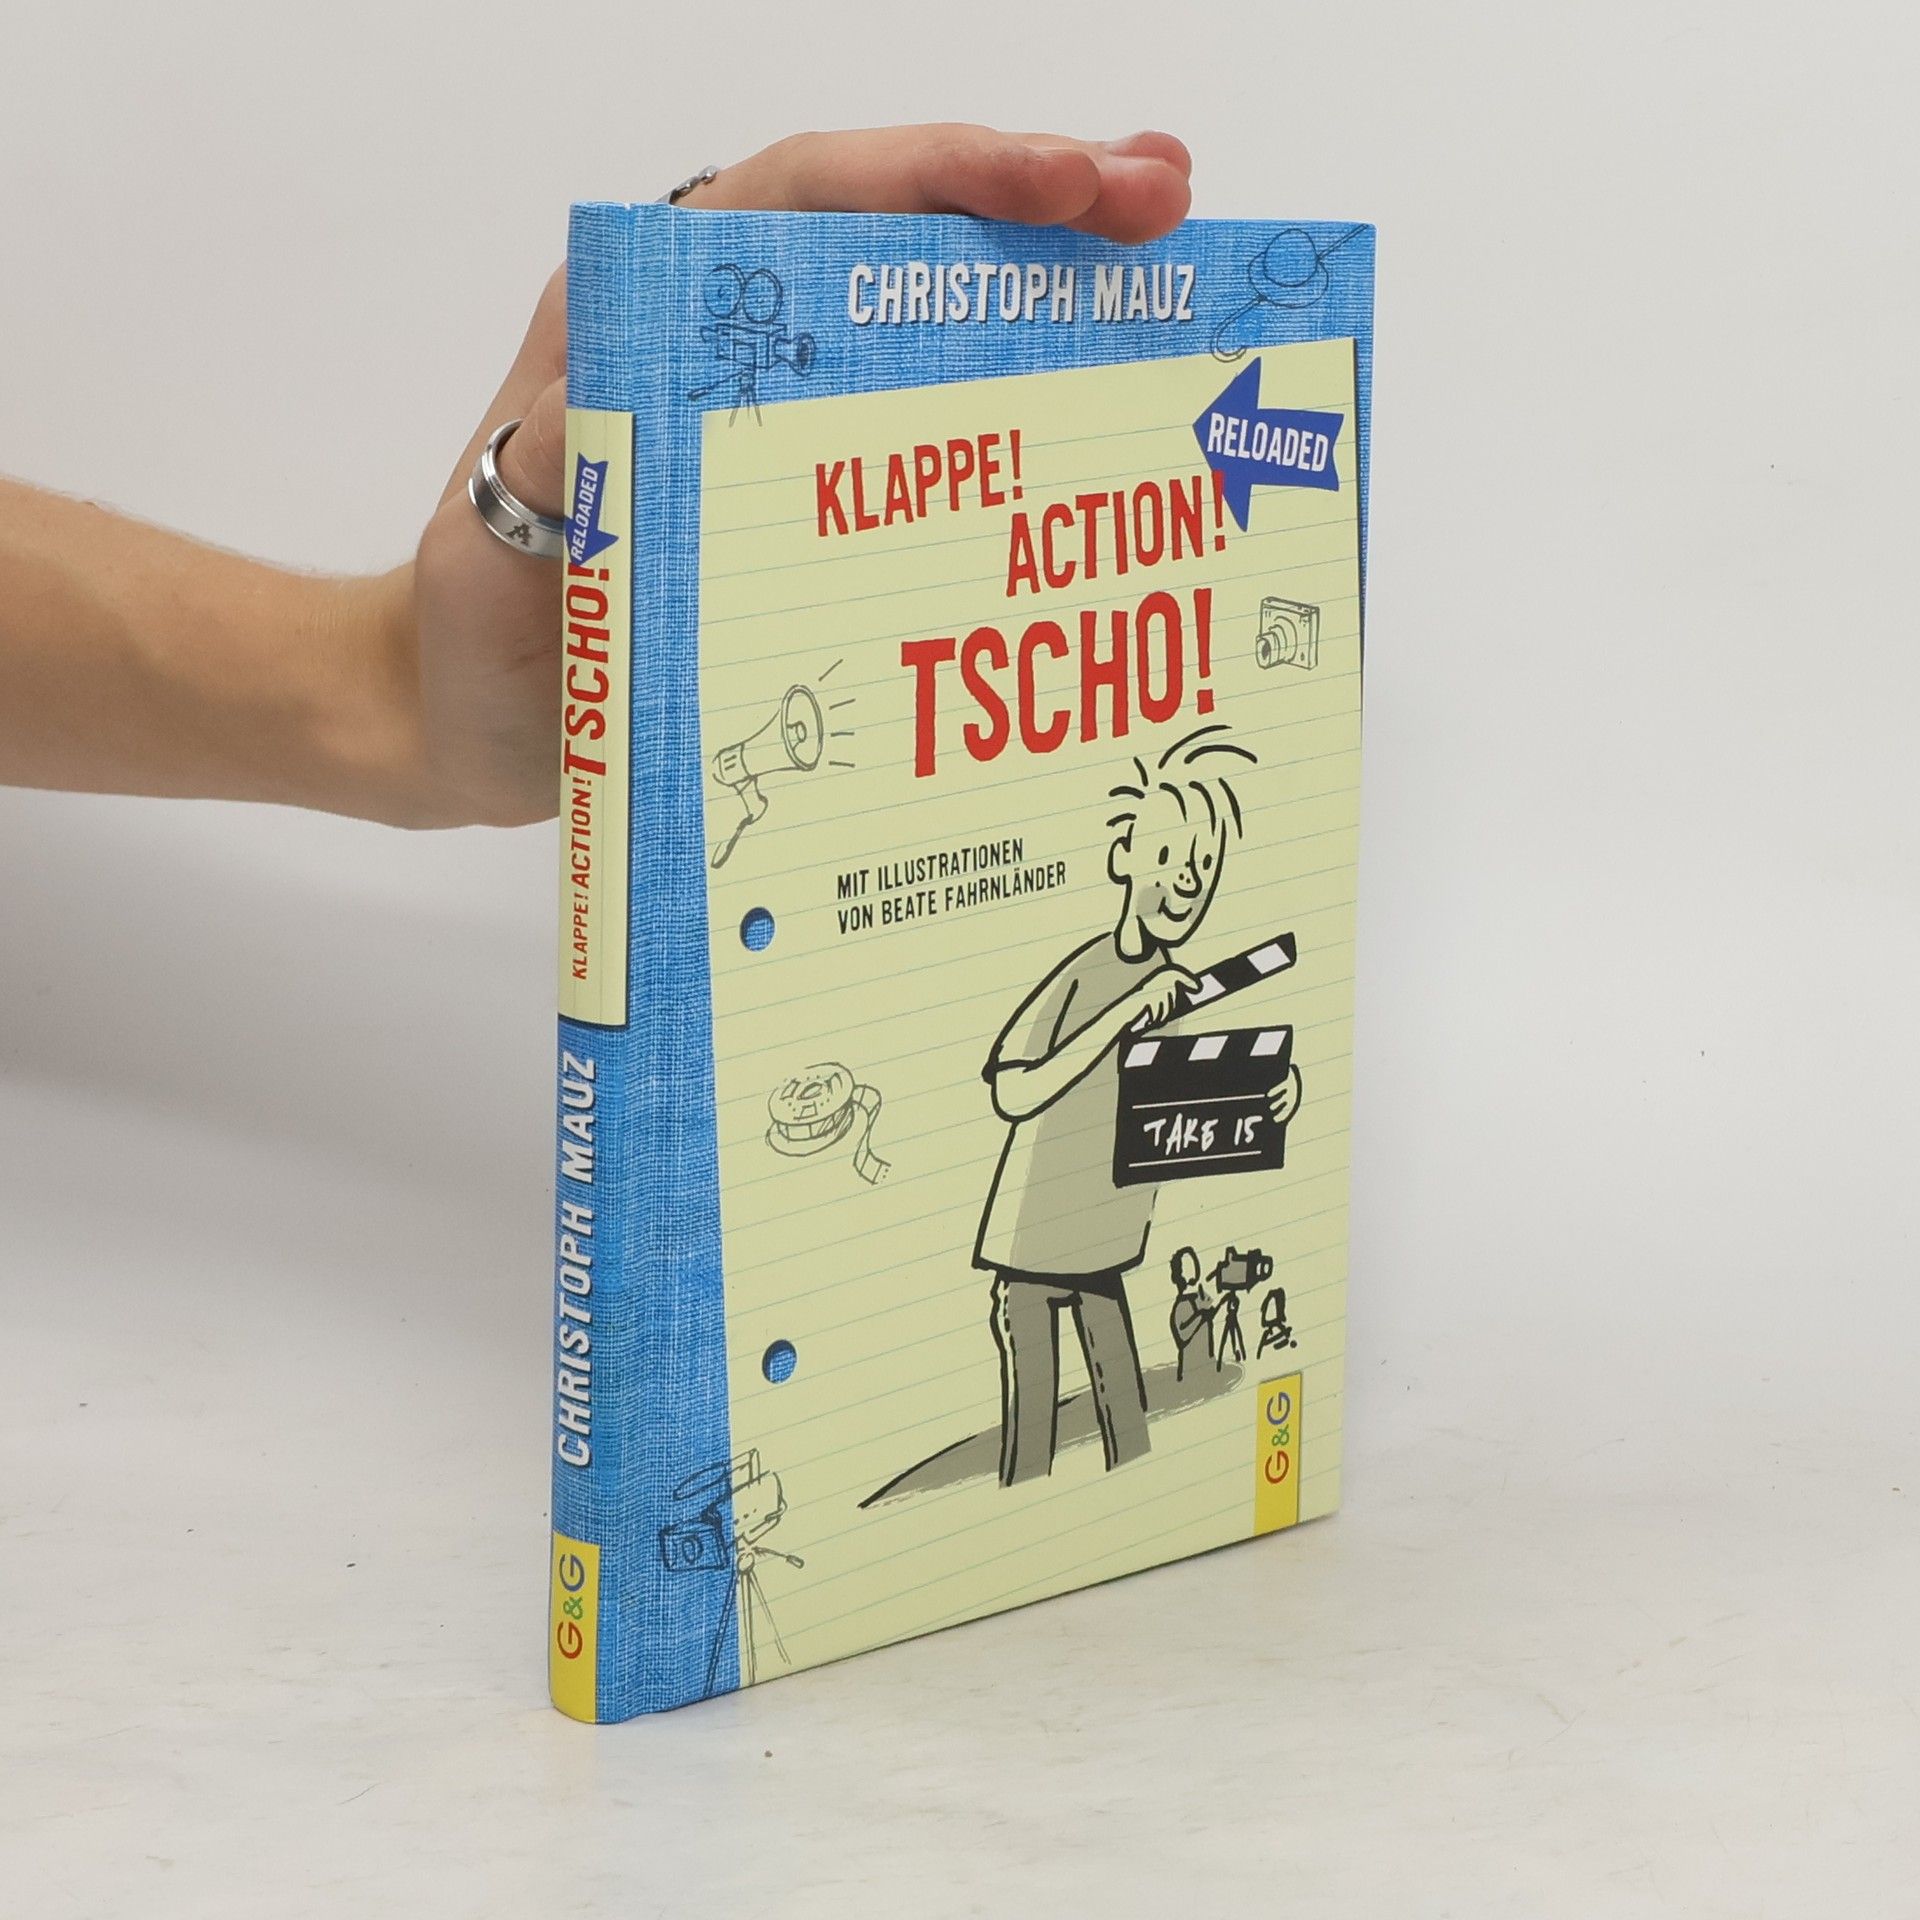 CHRISTOPH MAUZ
RELOADED
KLAPPE!
ACTION!
TSCHO!
MIT ILLUSTRATIONEN
VON BEATE FAHRNLÄNDER
TAKE 15
G&G
RELOADED
KLAPPE! ACTION! TSCHO!
CHRISTOPH MAUZ
G&G
A